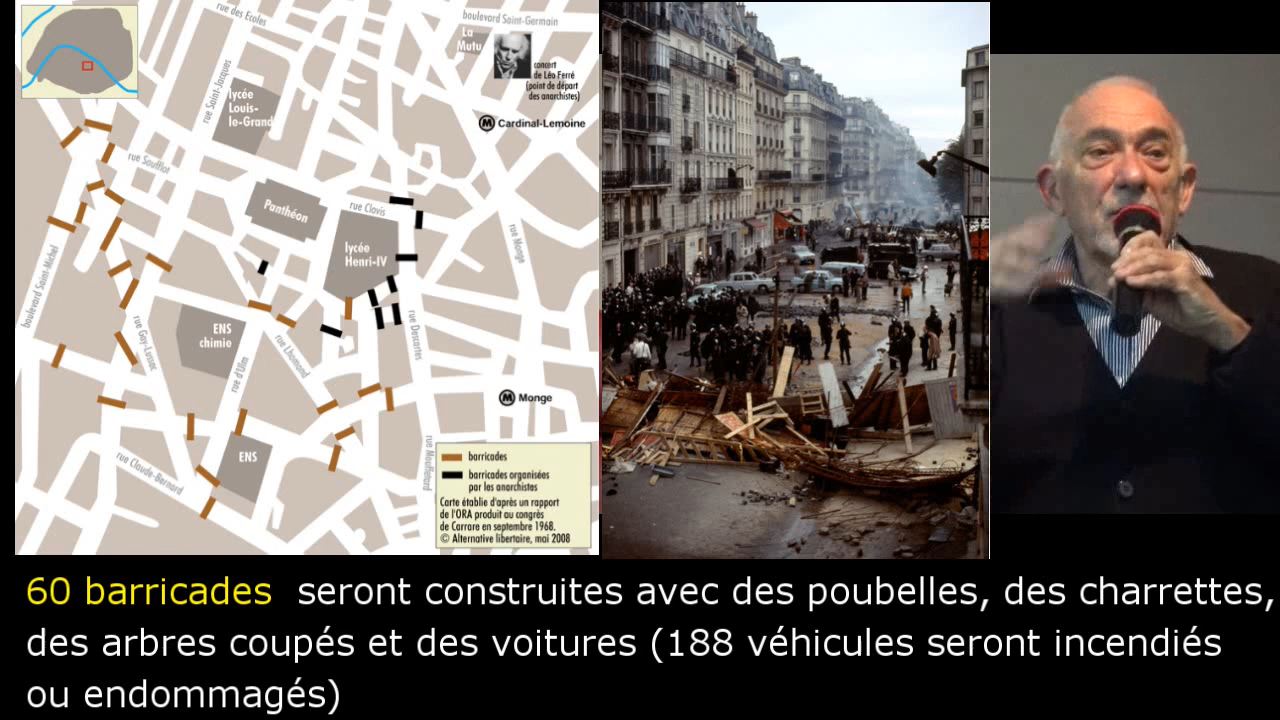 rue des Ecoles
boulevard Saint-Germain
La
Mutu
concert
de Léo Ferré
(point de départ
des anarchistes)
rue Saint-Jacques
lycée
Louis-
le-Grand
M Cardinal-Lemoine
rue Soufflot
Panthéon
rue Clovis
lycée
Henri-IV
rue Monge
boulevard Saint-Michel
ENS
chimie
rue Gay-Lussac
rue d'Ulm
rue Lhomond
rue Descartes
M Monge
ENS
rue Claude-Bernard
rue Mouffetard
barricades
barricades organisées
par les anarchistes
Carte établie d'après un rapport
de l'ORA produit au congrès
de Carrare en septembre 1968.
© Alternative libertaire, mai 2008
60 barricades seront construites avec des poubelles, des charrettes,
des arbres coupés et des voitures (188 véhicules seront incendiés
ou endommagés)